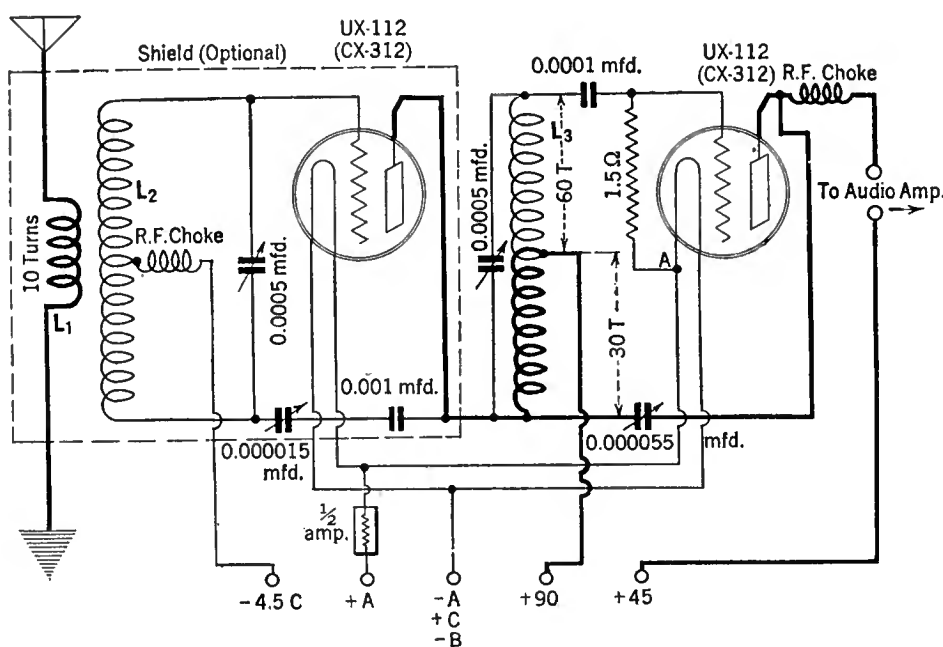 Shield (Optional)
UX-112
(CX-312)
UX-112
(CX-312)
R.F. Choke
0.0001 mfd.
L3
L2
R.F. Choke
0.0005 mfd.
0.0005 mfd.
60 T
1.5Ω
To Audio Amp.
10 Turns
L1
A
30 T
0.001 mfd.
0.000015
mfd.
0.000055 mfd.
½
amp.
-4.5 C
+A
-A
+C
-B
+90
+45